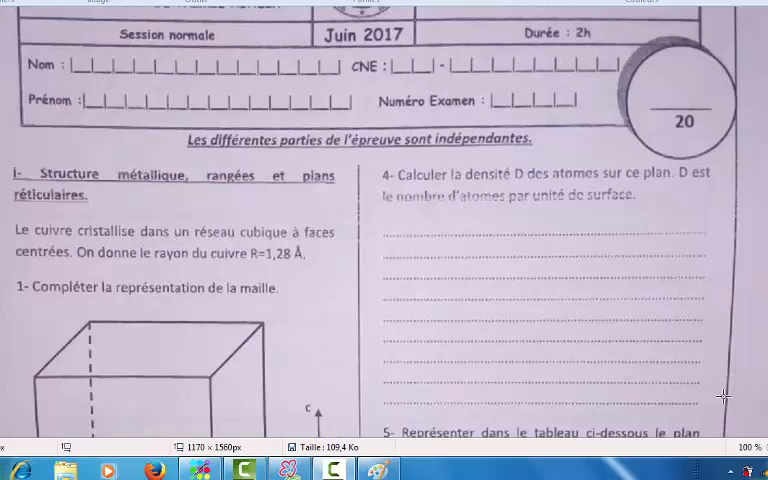 Session normale
Juin 2017
Durée : 2h
Nom :
CNE :
-
Prénom :
Numéro Examen :
20
Les différentes parties de l'épreuve sont indépendantes.
I- Structure métallique, rangées et plans
réticulaires.
Le cuivre cristallise dans un réseau cubique à faces
centrées. On donne le rayon du cuivre R=1,28 Å.
1- Compléter la représentation de la maille.
C
4- Calculer la densité D des atomes sur ce plan. D est
le nombre d'atomes par unité de surface.
5- Représenter dans le tableau ci-dessous le plan
1170 × 1560px
Taille : 109,4 Ko
100 %